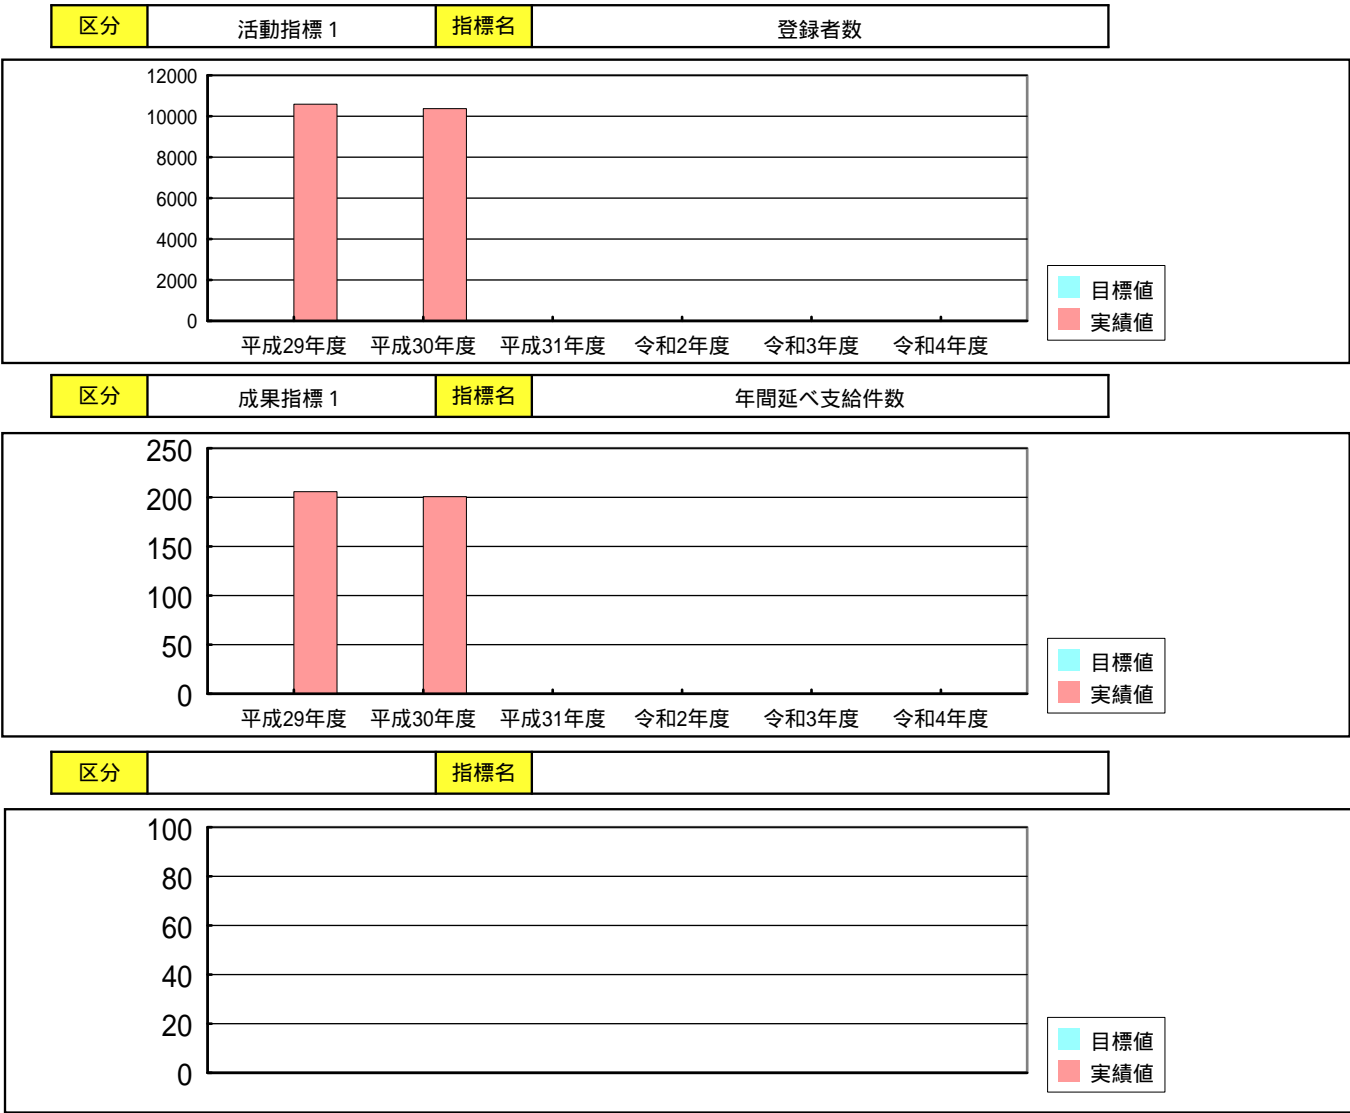 区分 活動指標1 指標名 登録者数
12000
10000
8000
6000
4000
2000
0
平成29年度 平成30年度 平成31年度 令和2年度 令和3年度 令和4年度
目標値
実績値
区分 成果指標1 指標名 年間延べ支給件数
250
200
150
100
50
0
平成29年度 平成30年度 平成31年度 令和2年度 令和3年度 令和4年度
目標値
実績値
区分 指標名
100
80
60
40
20
0
目標値
実績値